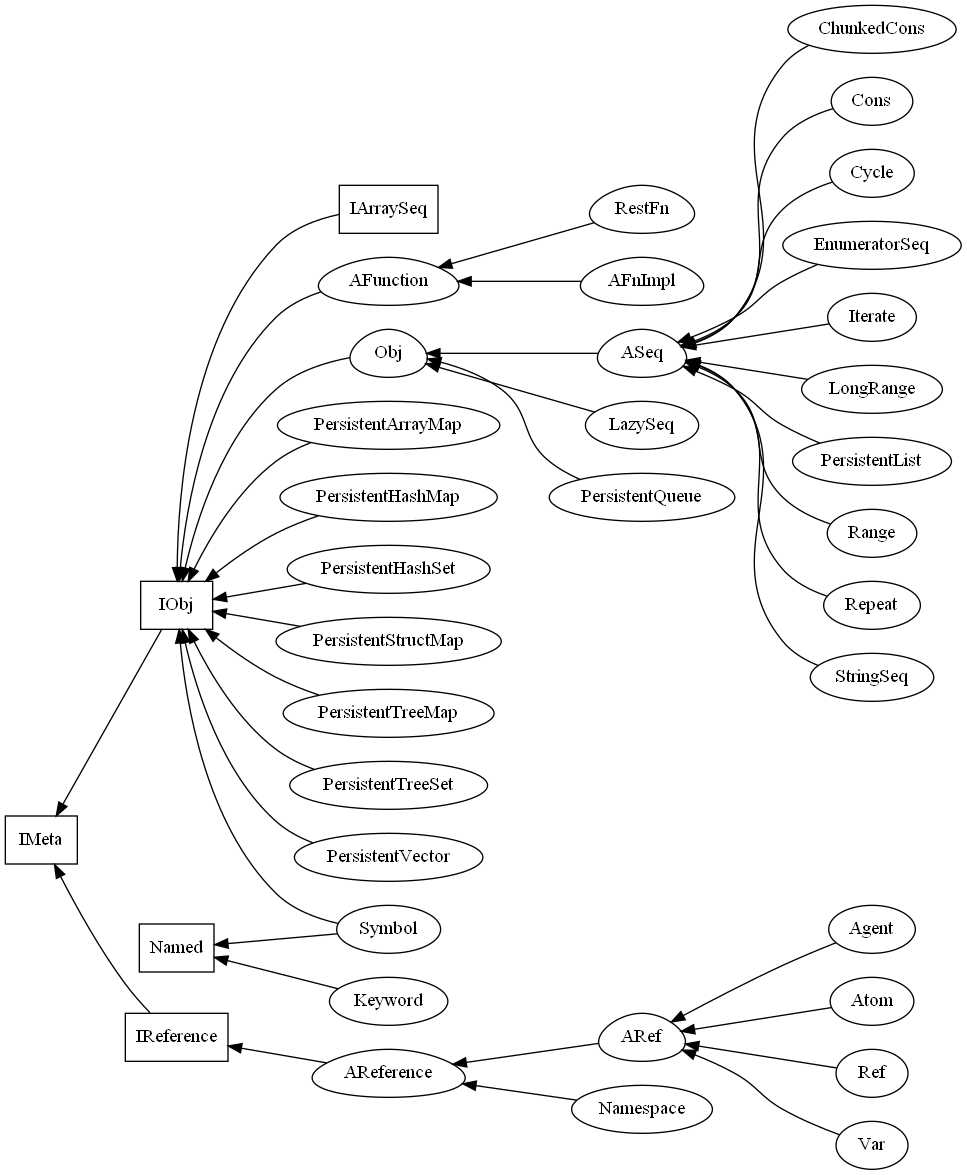 ChunkedCons
Cons
Cycle
IArraySeq
RestFn
EnumeratorSeq
AFunction
AFnImpl
Iterate
Obj
ASeq
LongRange
PersistentArrayMap
LazySeq
PersistentList
PersistentHashMap
PersistentQueue
Range
PersistentHashSet
IObj
Repeat
PersistentStructMap
StringSeq
PersistentTreeMap
PersistentTreeSet
IMeta
PersistentVector
Symbol
Agent
Named
Keyword
Atom
IReference
ARef
AReference
Ref
Namespace
Var